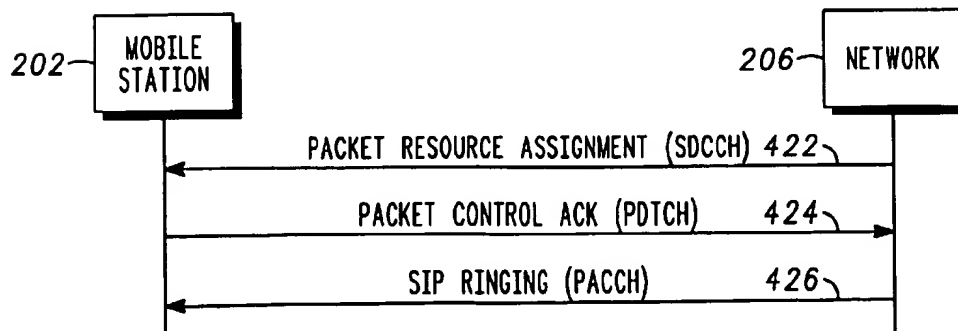 202
MOBILE
STATION
206
NETWORK
PACKET RESOURCE ASSIGNMENT (SDCCH) 422
PACKET CONTROL ACK (PDTCH) 424
SIP RINGING (PACCH) 426